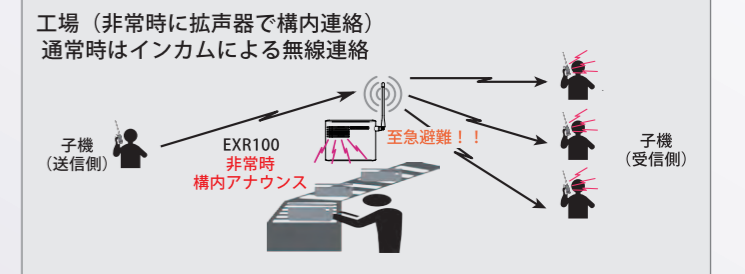 工場（非常時に拡声器で構内連絡）
通常時はインカムによる無線連絡
子機
（送信側）
EXR100
非常時
構内アナウンス
至急避難！！
子機
（受信側）